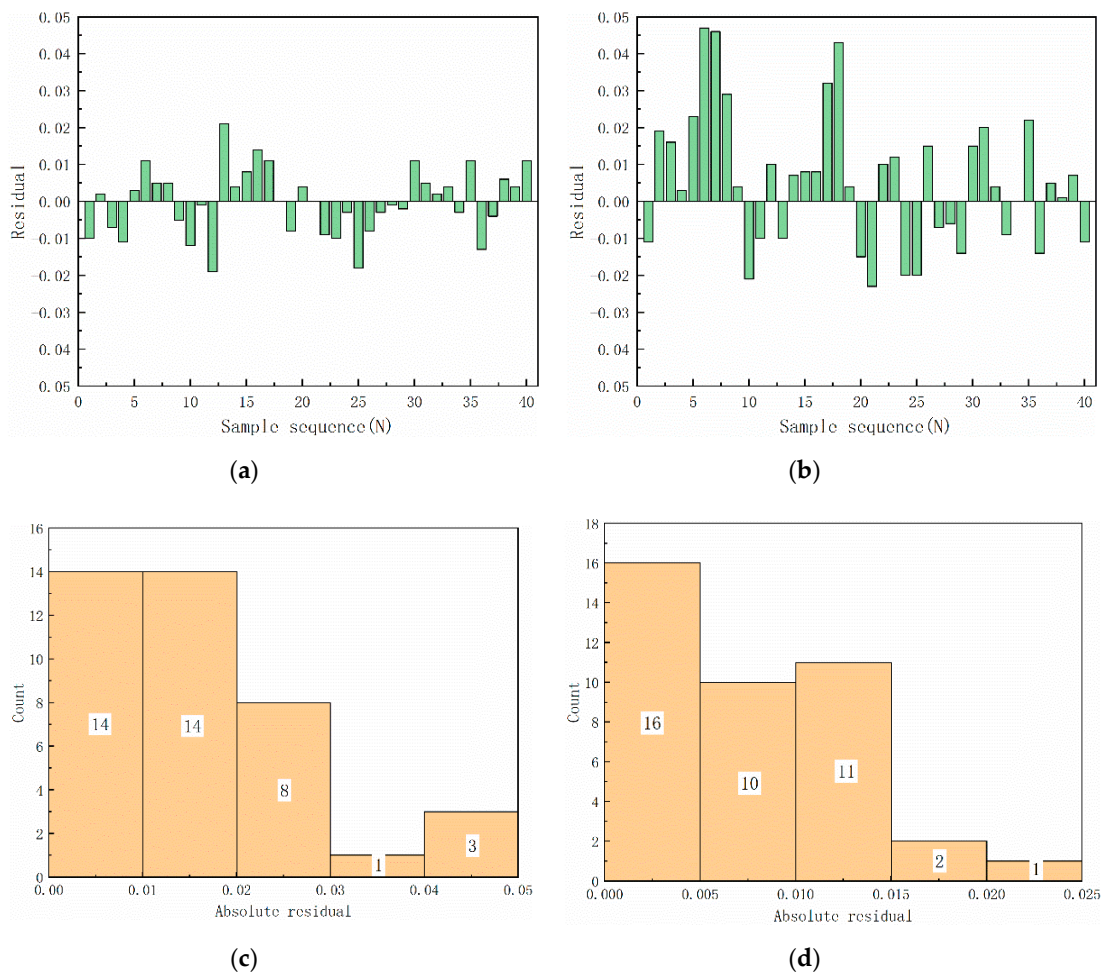 0.05
0.04
0.03
0.02
0.01
0.00
-0.01
-0.02
-0.03
0.04
0.05
Residual
0 5 10 15 20 25 30 35 40
Sample sequence(N)
(a)
0.05
0.04
0.03
0.02
0.01
0.00
-0.01
-0.02
-0.03
0.04
0.05
Residual
0 5 10 15 20 25 30 35 40
Sample sequence(N)
(b)
16
14
12
10
8
6
4
2
0
Count
14 14 8 1 3
0.00 0.01 0.02 0.03 0.04 0.05
Absolute residual
(c)
18
16
14
12
10
8
6
4
2
0
Count
16 10 11 2 1
0.000 0.005 0.010 0.015 0.020 0.025
Absolute residual
(d)